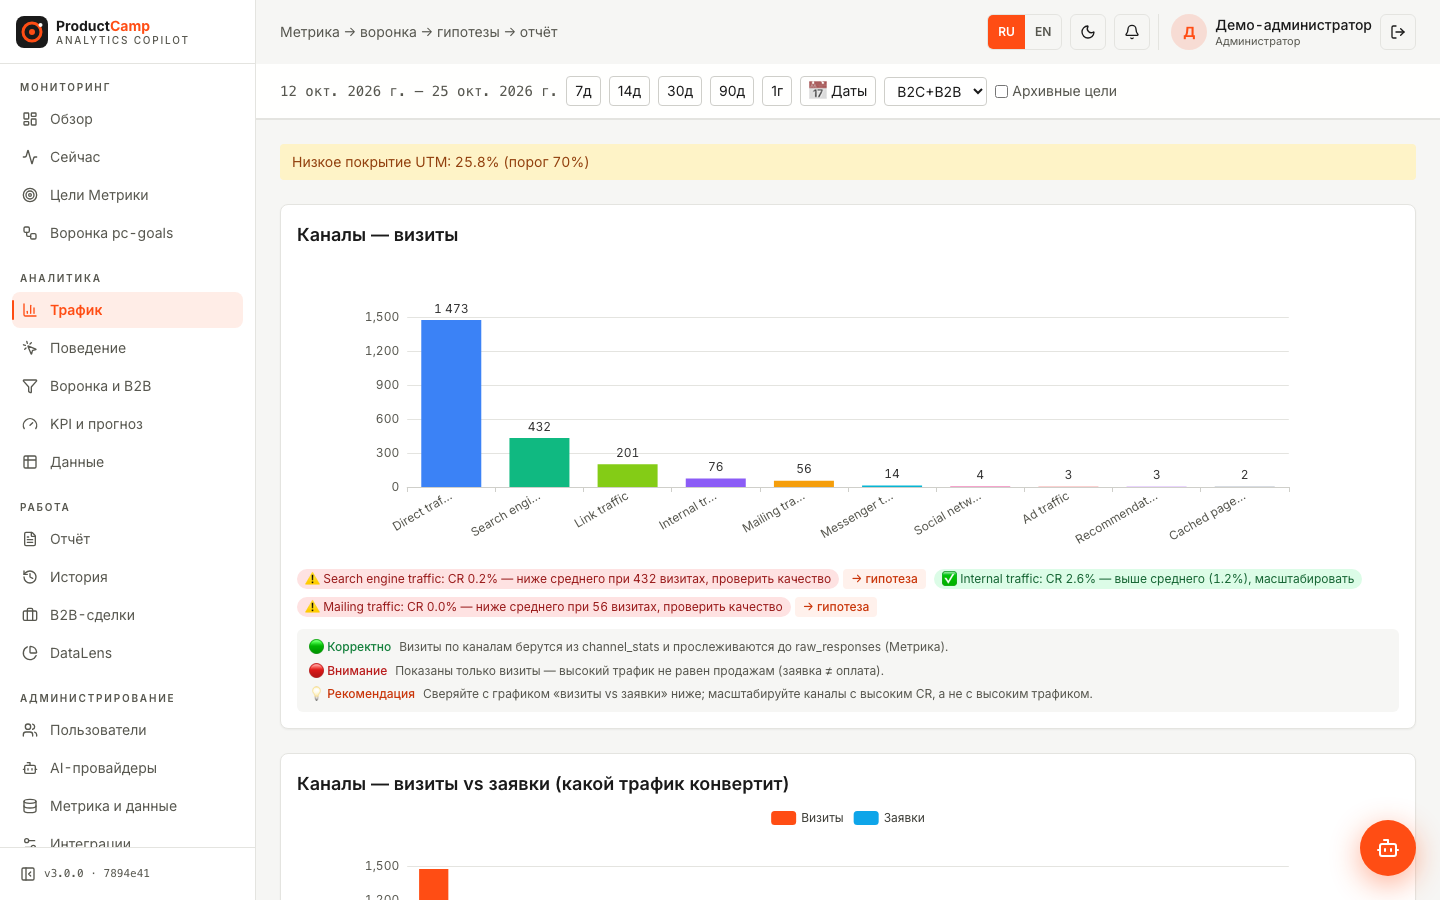 ProductCamp
ANALYTICS COPILOT
Метрика → воронка → гипотезы → отчёт
RU EN
Д
Демо-администратор
Администратор
МОНИТОРИНГ
Обзор
Сейчас
Цели Метрики
Воронка pc-goals
АНАЛИТИКА
Трафик
Поведение
Воронка и B2B
KPI и прогноз
Данные
РАБОТА
Отчёт
История
B2B-сделки
DataLens
АДМИНИСТРИРОВАНИЕ
Пользователи
AI-провайдеры
Метрика и данные
Интеграции
v3.0.0 · 7894e41
12 окт. 2026 г. — 25 окт. 2026 г. 7д 14д 30д 90д 1г 📅 Даты B2C+B2B Архивные цели
Низкое покрытие UTM: 25.8% (порог 70%)
Каналы — визиты
1,500
1,200
900
600
300
0
1 473
432
201
76
56
14
4
3
3
2
Direct traf...
Search engi...
Link traffic
Internal tr...
Mailing tra...
Messenger t...
Social netw...
Ad traffic
Recommendat...
Cached page...
⚠️ Search engine traffic: CR 0.2% — ниже среднего при 432 визитах, проверить качество → гипотеза ✅ Internal traffic: CR 2.6% — выше среднего (1.2%), масштабировать
⚠️ Mailing traffic: CR 0.0% — ниже среднего при 56 визитах, проверить качество → гипотеза
🟢 Корректно Визиты по каналам берутся из channel_stats и прослеживаются до raw_responses (Метрика).
🔴 Внимание Показаны только визиты — высокий трафик не равен продажам (заявка ≠ оплата).
💡 Рекомендация Сверяйте с графиком «визиты vs заявки» ниже; масштабируйте каналы с высоким CR, а не с высоким трафиком.
Каналы — визиты vs заявки (какой трафик конвертит)
Визиты Заявки
1,500
1,200